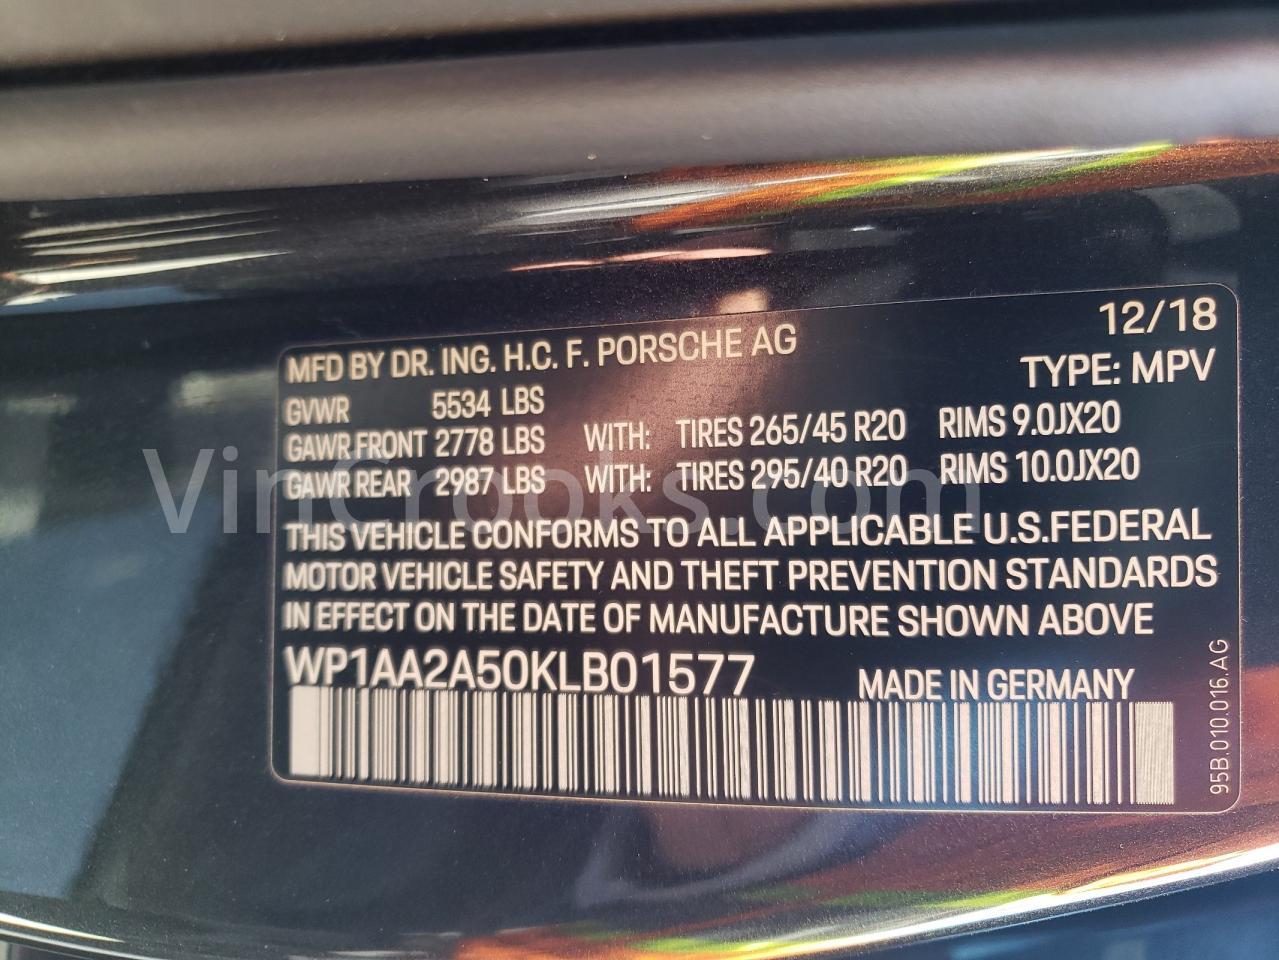 12/18
MFD BY DR. ING. H.C. F. PORSCHE AG
TYPE: MPV
GVWR 5534 LBS
GAWR FRONT 2778 LBS WITH: TIRES 265/45 R20 RIMS 9.0JX20
GAWR REAR 2987 LBS WITH: TIRES 295/40 R20 RIMS 10.0JX20
THIS VEHICLE CONFORMS TO ALL APPLICABLE U.S.FEDERAL
MOTOR VEHICLE SAFETY AND THEFT PREVENTION STANDARDS
IN EFFECT ON THE DATE OF MANUFACTURE SHOWN ABOVE
WP1AA2A50KLB01577
MADE IN GERMANY
95B.010.016.AG
VinCrooks.com